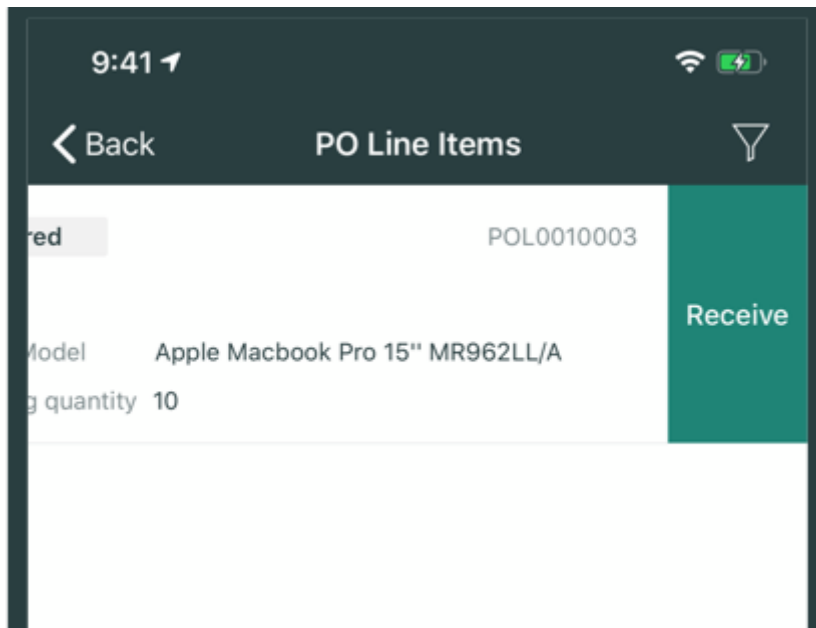 9:41
Back PO Line Items
red POL0010003
Receive
Model Apple Macbook Pro 15'' MR962LL/A
g quantity 10